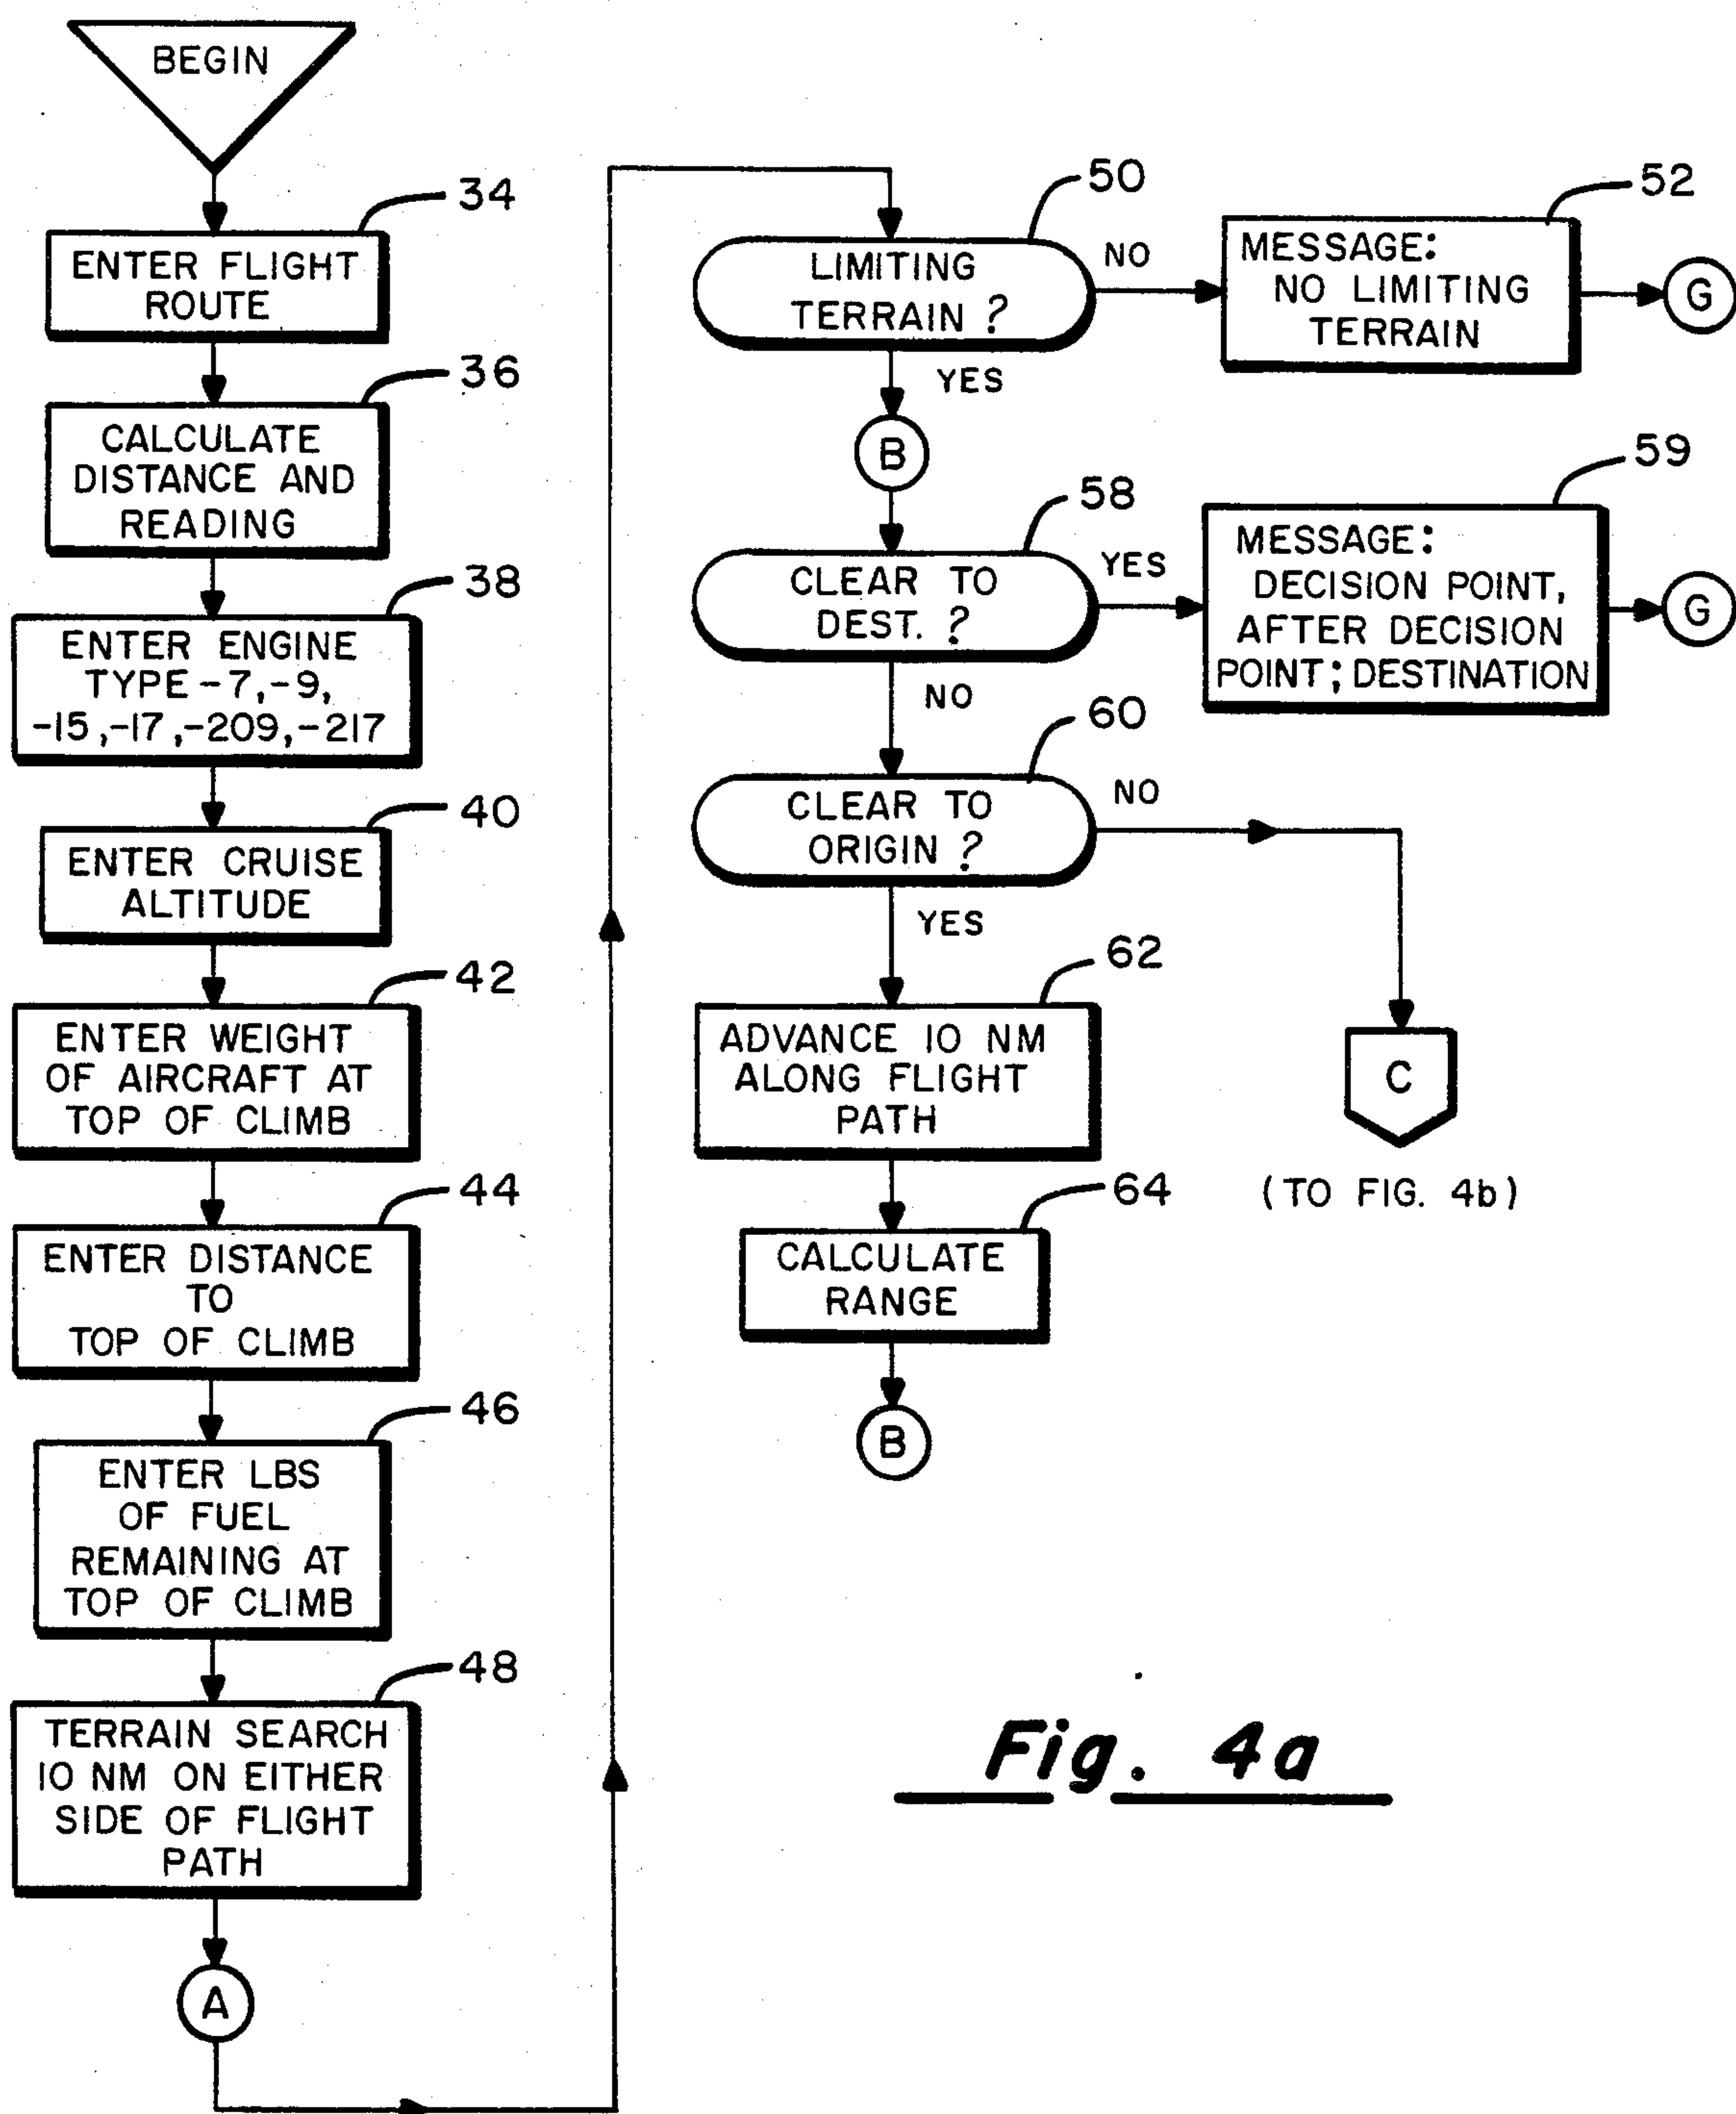 BEGIN
34
ENTER FLIGHT
ROUTE
36
CALCULATE
DISTANCE AND
READING
38
ENTER ENGINE
TYPE -7,-9,
-15,-17,-209,-217
40
ENTER CRUISE
ALTITUDE
42
ENTER WEIGHT
OF AIRCRAFT AT
TOP OF CLIMB
44
ENTER DISTANCE
TO
TOP OF CLIMB
46
ENTER LBS
OF FUEL
REMAINING AT
TOP OF CLIMB
48
TERRAIN SEARCH
10 NM ON EITHER
SIDE OF FLIGHT
PATH
A
50
LIMITING
TERRAIN ?
NO
52
MESSAGE:
NO LIMITING
TERRAIN
G
YES
B
58
CLEAR TO
DEST. ?
YES
59
MESSAGE:
DECISION POINT,
AFTER DECISION
POINT; DESTINATION
G
NO
60
CLEAR TO
ORIGIN ?
NO
C
(TO FIG. 4b)
YES
62
ADVANCE 10 NM
ALONG FLIGHT
PATH
64
CALCULATE
RANGE
B
Fig. 4a